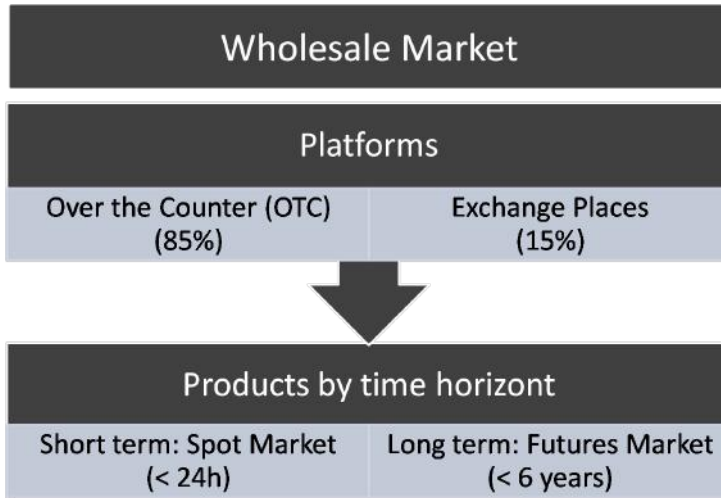 Wholesale Market
Platforms
Over the Counter (OTC)
(85%)
Exchange Places
(15%)
Products by time horizont
Short term: Spot Market
(< 24h)
Long term: Futures Market
(< 6 years)